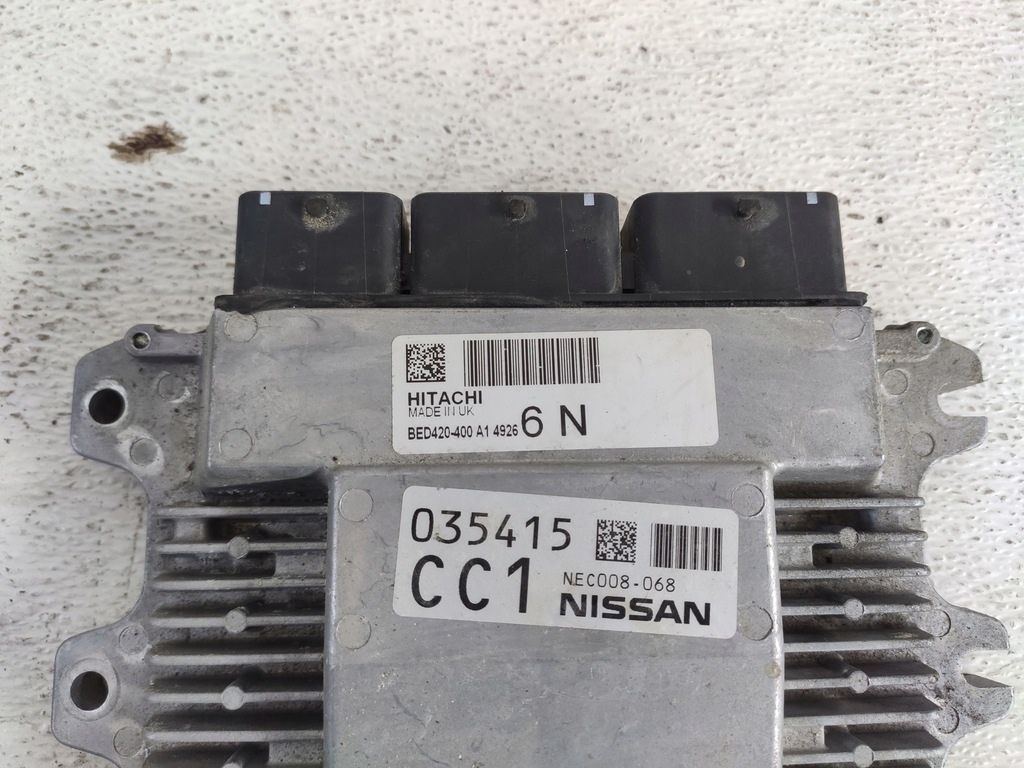 HITACHI
MADE IN UK
BED420-400 A1 4926 6 N
035415
CC1 NEC008-068
NISSAN